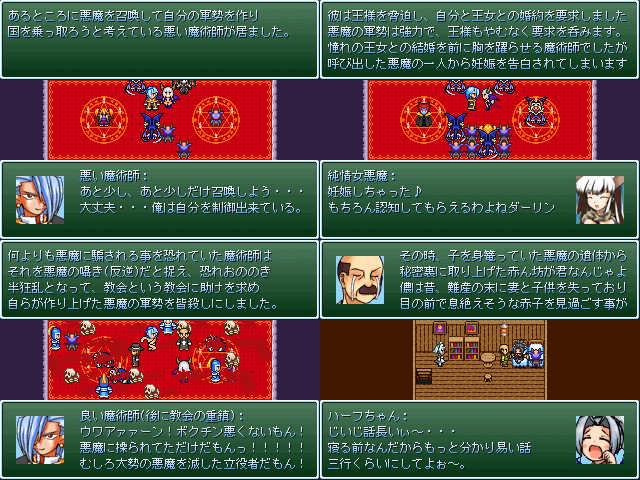 あるところに悪魔を召喚して自分の軍勢を作り
国を乗っ取ろうと考えている悪い魔術師が居ました。
悪い魔術師:
あと少し、あと少しだけ召喚しよう・・・
大丈夫・・・俺は自分を制御出来ている。
彼は王様を脅迫し、自分と王女との婚約を要求しました
悪魔の軍勢は強力で、王様もやむなく要求を呑みます。
憧れの王女との結婚を前に胸を躍らせる魔術師でしたが
呼び出した悪魔の一人から妊娠を告白されてしまいます
純情女悪魔:
妊娠しちゃった♪
もちろん認知してもらえるわよねダーリン
何よりも悪魔に騙される事を恐れていた魔術師は
それを悪魔の囁き(反逆)だと捉え、恐れおののき
半狂乱となって、教会という教会に助けを求め
自らが作り上げた悪魔の軍勢を皆殺しにしました。
良い魔術師(後に教会の重鎮):
ウワアァァーン!ボクチン悪くないもん!
悪魔に操られてただけだもんっ!!!!!
むしろ大勢の悪魔を滅した立役者だもん!
その時、子を身篭っていた悪魔の遺体から
秘密裏に取り上げた赤ん坊が君なんじゃよ
儂は昔、難産の末に妻と子供を失っており
目の前で息絶えそうな赤子を見過ごす事が
ハーフちゃん:
じいじ話長いぃ~・・・
寝る前なんだからもっと分かり易い話
三行くらいにしてよぉ~。